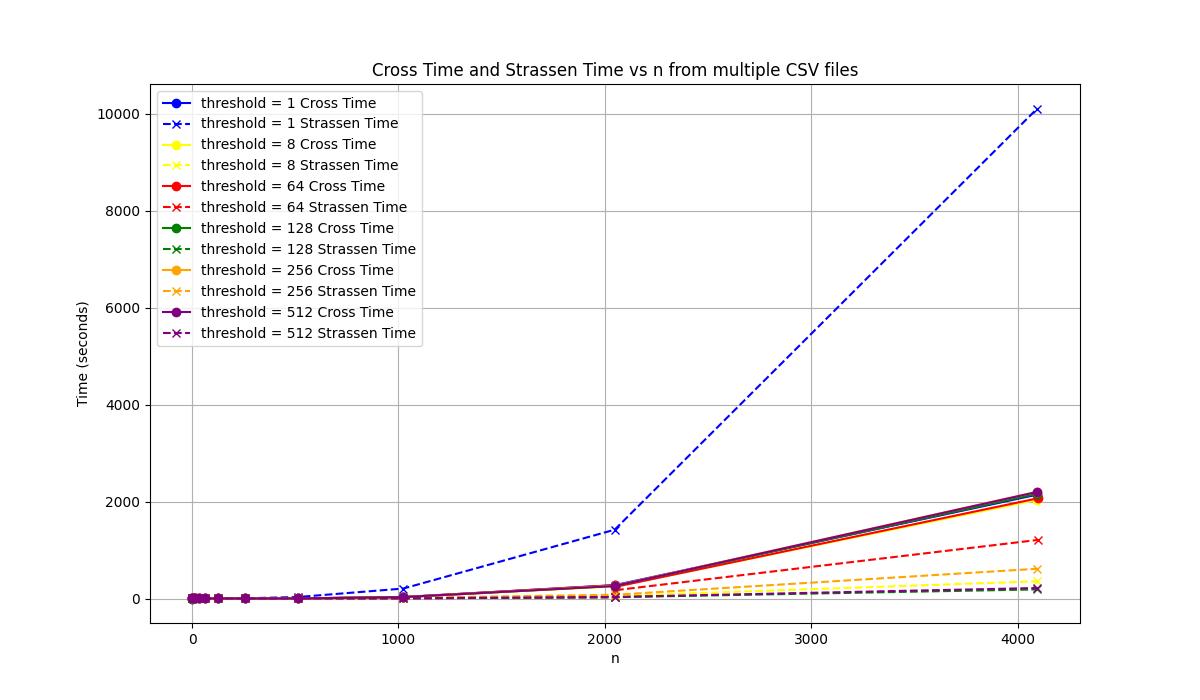 Cross Time and Strassen Time vs n from multiple CSV files
threshold = 1 Cross Time
threshold = 1 Strassen Time
threshold = 8 Cross Time
threshold = 8 Strassen Time
threshold = 64 Cross Time
threshold = 64 Strassen Time
threshold = 128 Cross Time
threshold = 128 Strassen Time
threshold = 256 Cross Time
threshold = 256 Strassen Time
threshold = 512 Cross Time
threshold = 512 Strassen Time
Time (seconds)
10000
8000
6000
4000
2000
0
0 1000 2000 3000 4000
n